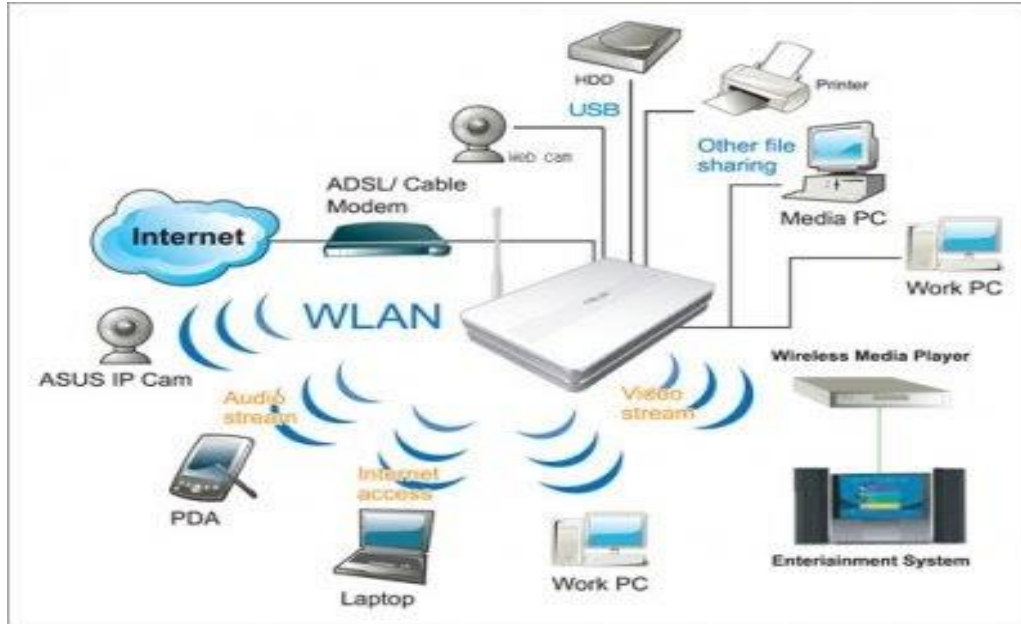 HDD
USB
Printer
Web cam
Other file
sharing
ADSL/ Cable
Modem
Media PC
Internet
Work PC
WLAN
ASUS IP Cam
Wireless Media Player
Audio
stream
Video
stream
Internet
access
PDA
Laptop
Work PC
Enteriainment System